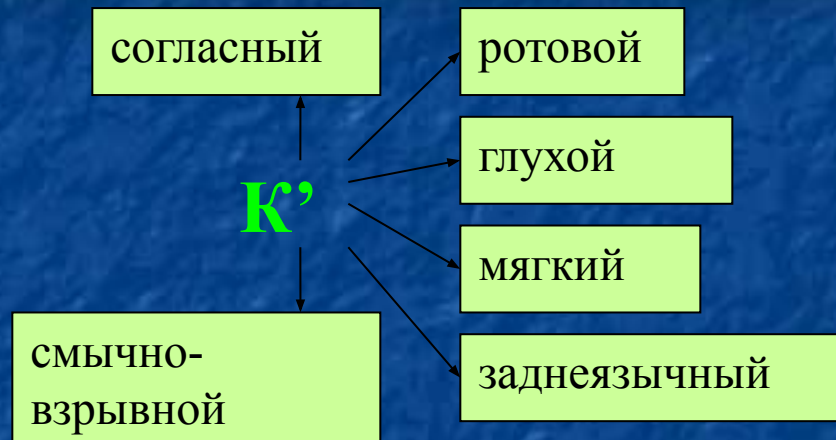 согласный
ротовой
глухой
К’
мягкий
смычно-
взрывной
заднеязычный